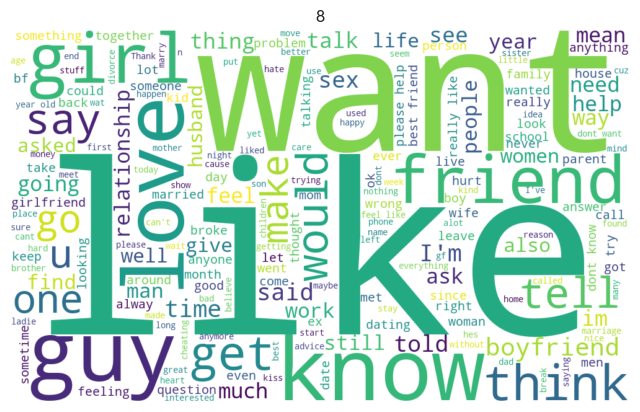 8
something together girl thing talk life see year mean anything
bf lot could someone back wat
problem move better put hate use sex person family wanted really look school need help house cuz way
end Thank marry n divorce stuff happen kid
year old
say relationship love husband want
talking please help best friend really like people women parent never idea sister little dont want mind
asked money first mother yet liked used happy seem care
take meet
going girlfriend today night cause day feel make would friend
ever live ok boy hurt wrong wife answer call
place sure cant go married show son mom trying
hard can't
keep brother u looking please well broke give children thought
dont nothing week kind I've
phone name left alot leave also dont know found try reason got
find around wait anyone let I'm ask tell
one man month went getting like feel like everything since gf called many
alway made good come said met home im
ladie time believe maybe work ex still told right woman stay without marriage nice
sometime long bad cheating anymore start dating hes boyfriend
guy get know think
feeling great heart question interested much even kiss best advice date dad break saying men